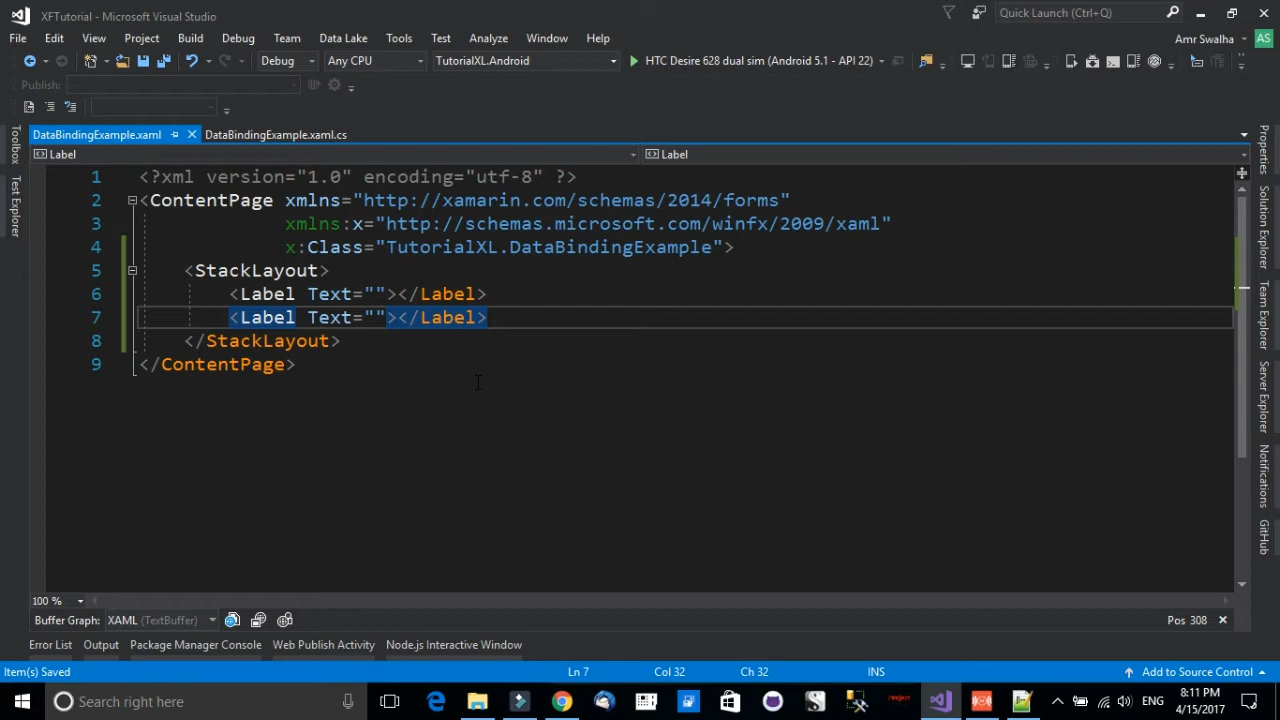 XFTutorial - Microsoft Visual Studio
Quick Launch (Ctrl+Q)
File Edit View Project Build Debug Team Data Lake Tools Test Analyze Window Help
Amr Swalha AS
Debug Any CPU TutorialXL.Android HTC Desire 628 dual sim (Android 5.1 - API 22)
Publish:
DataBindingExample.xaml DataBindingExample.xaml.cs
Label Label
1 <?xml version="1.0" encoding="utf-8" ?>
2 <ContentPage xmlns="http://xamarin.com/schemas/2014/forms"
3 xmlns:x="http://schemas.microsoft.com/winfx/2009/xaml"
4 x:Class="TutorialXL.DataBindingExample">
5 <StackLayout>
6 <Label Text=""></Label>
7 <Label Text=""></Label>
8 </StackLayout>
9 </ContentPage>
Toolbox
Test Explorer
Properties
Solution Explorer
Team Explorer
Server Explorer
Notifications
GitHub
100 %
Buffer Graph: XAML (TextBuffer) Pos 308
Error List Output Package Manager Console Web Publish Activity Node.js Interactive Window
Item(s) Saved Ln 7 Col 32 Ch 32 INS Add to Source Control
Search right here
ENG
8:11 PM
4/15/2017